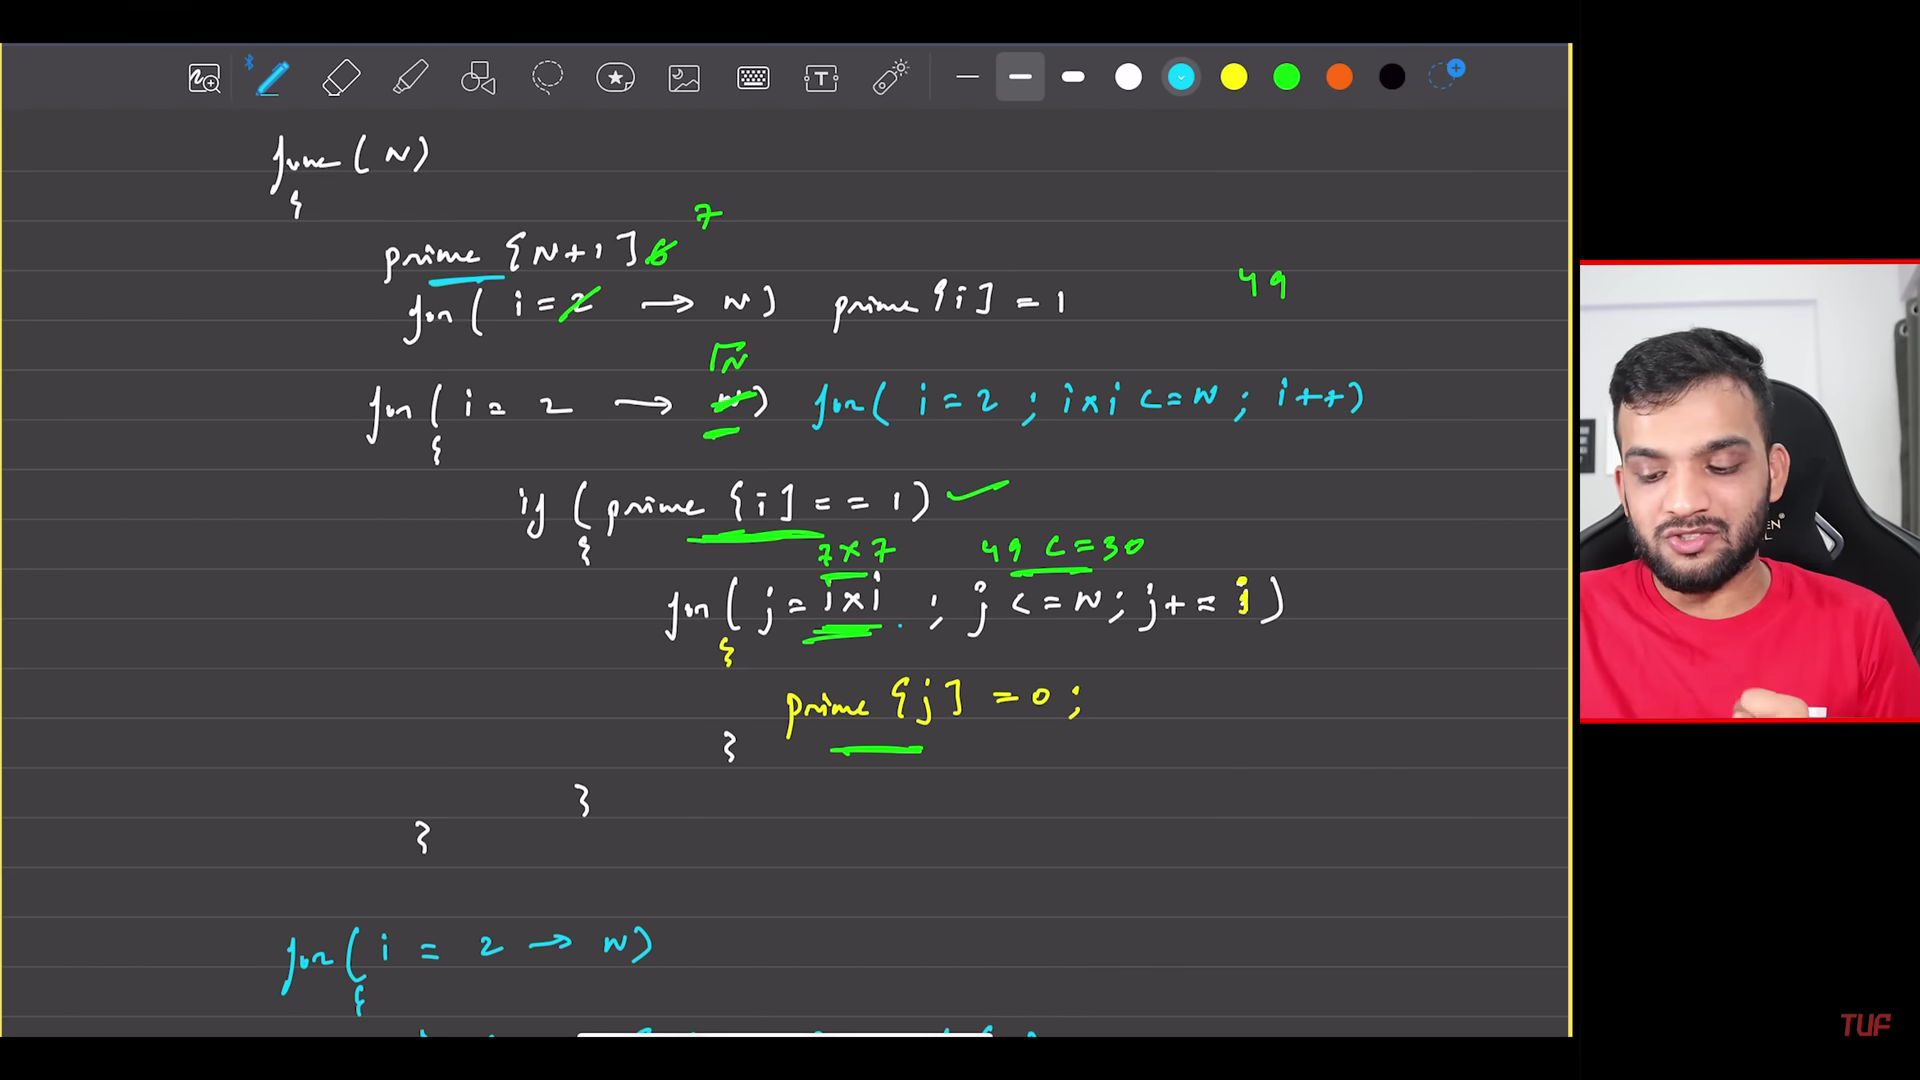 func(N)
{
7
prime [N+1] 6
for( i = 2 → N) prime [i] = 1
49
√N
for( i = 2 → N) for( i = 2 ; i×i <= N ; i++)
{
if (prime [i] == 1) ✓
{
7×7 49 <= 30
for( j = i×i ; j <= N; j += i)
{
prime [j] = 0;
}
}
}
for( i = 2 → N)
{
TUF